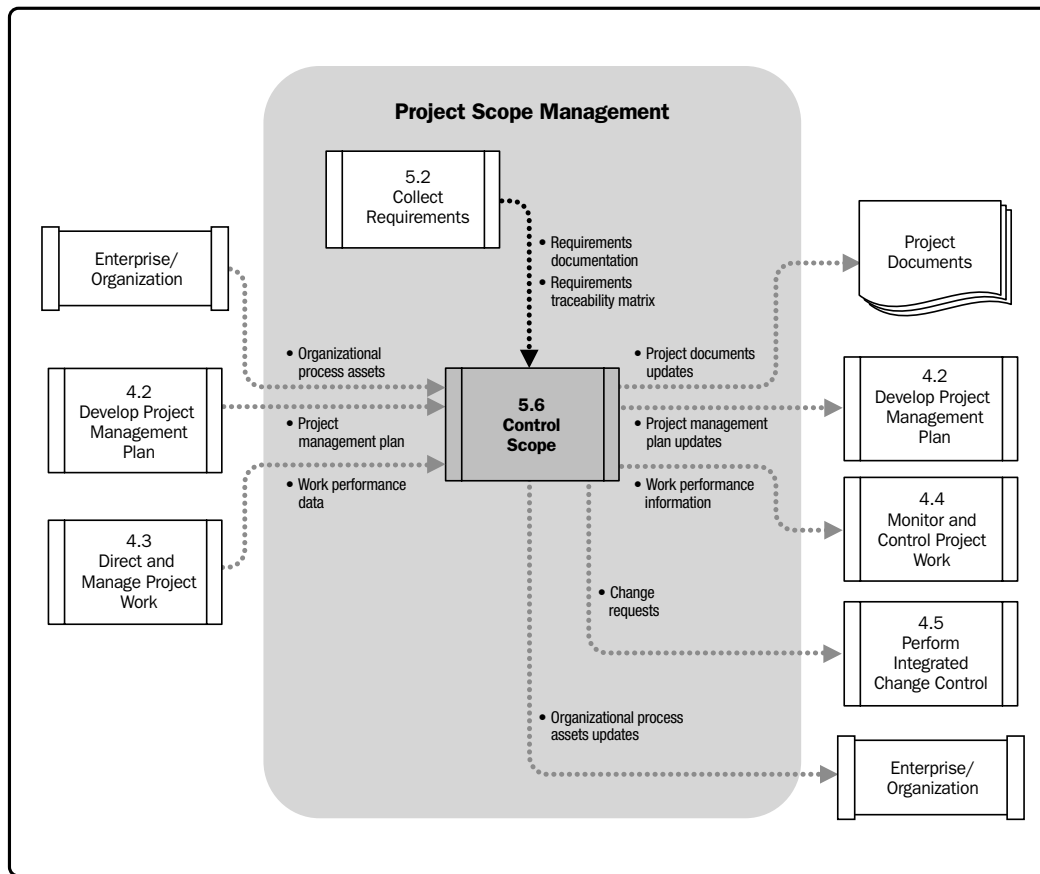 Project Scope Management
5.2
Collect
Requirements
Enterprise/
Organization
• Requirements
documentation
• Requirements
traceability matrix
Project
Documents
• Organizational
process assets
4.2
Develop Project
Management
Plan
• Project
management plan
• Work performance
data
4.3
Direct and
Manage Project
Work
5.6
Control
Scope
• Project documents
updates
• Project management
plan updates
• Work performance
information
4.2
Develop Project
Management
Plan
4.4
Monitor and
Control Project
Work
• Change
requests
4.5
Perform
Integrated
Change Control
• Organizational process
assets updates
Enterprise/
Organization